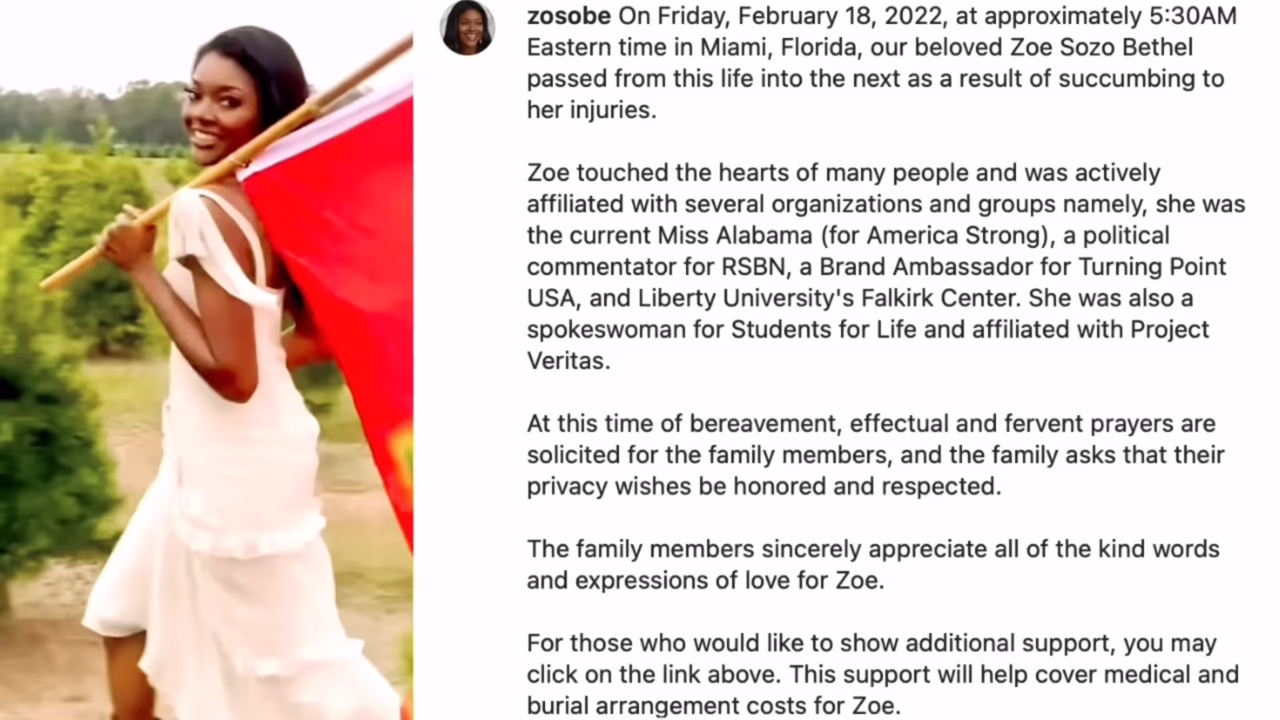 zosobe On Friday, February 18, 2022, at approximately 5:30AM
Eastern time in Miami, Florida, our beloved Zoe Sozo Bethel
passed from this life into the next as a result of succumbing to
her injuries.
Zoe touched the hearts of many people and was actively
affiliated with several organizations and groups namely, she was
the current Miss Alabama (for America Strong), a political
commentator for RSBN, a Brand Ambassador for Turning Point
USA, and Liberty University's Falkirk Center. She was also a
spokeswoman for Students for Life and affiliated with Project
Veritas.
At this time of bereavement, effectual and fervent prayers are
solicited for the family members, and the family asks that their
privacy wishes be honored and respected.
The family members sincerely appreciate all of the kind words
and expressions of love for Zoe.
For those who would like to show additional support, you may
click on the link above. This support will help cover medical and
burial arrangement costs for Zoe.